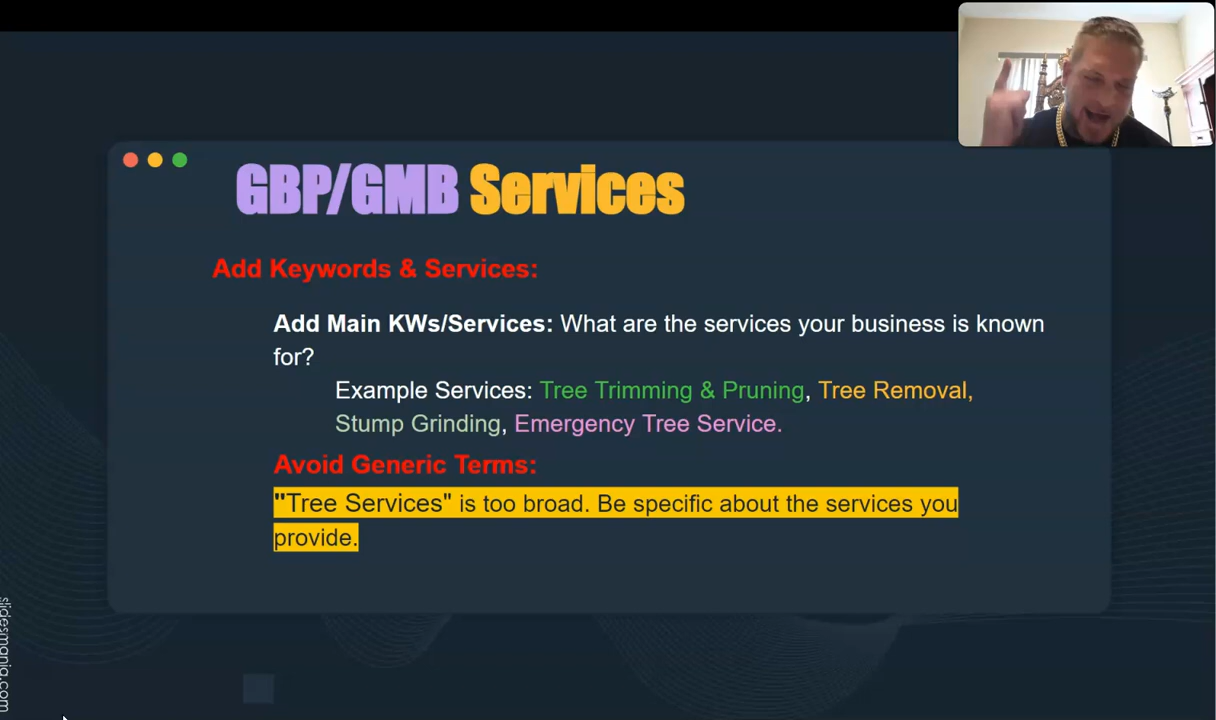 GBP/GMB Services
Add Keywords & Services:
Add Main KWs/Services: What are the services your business is known
for?
Example Services: Tree Trimming & Pruning, Tree Removal,
Stump Grinding, Emergency Tree Service.
Avoid Generic Terms:
"Tree Services" is too broad. Be specific about the services you
provide.
slidesmania.com